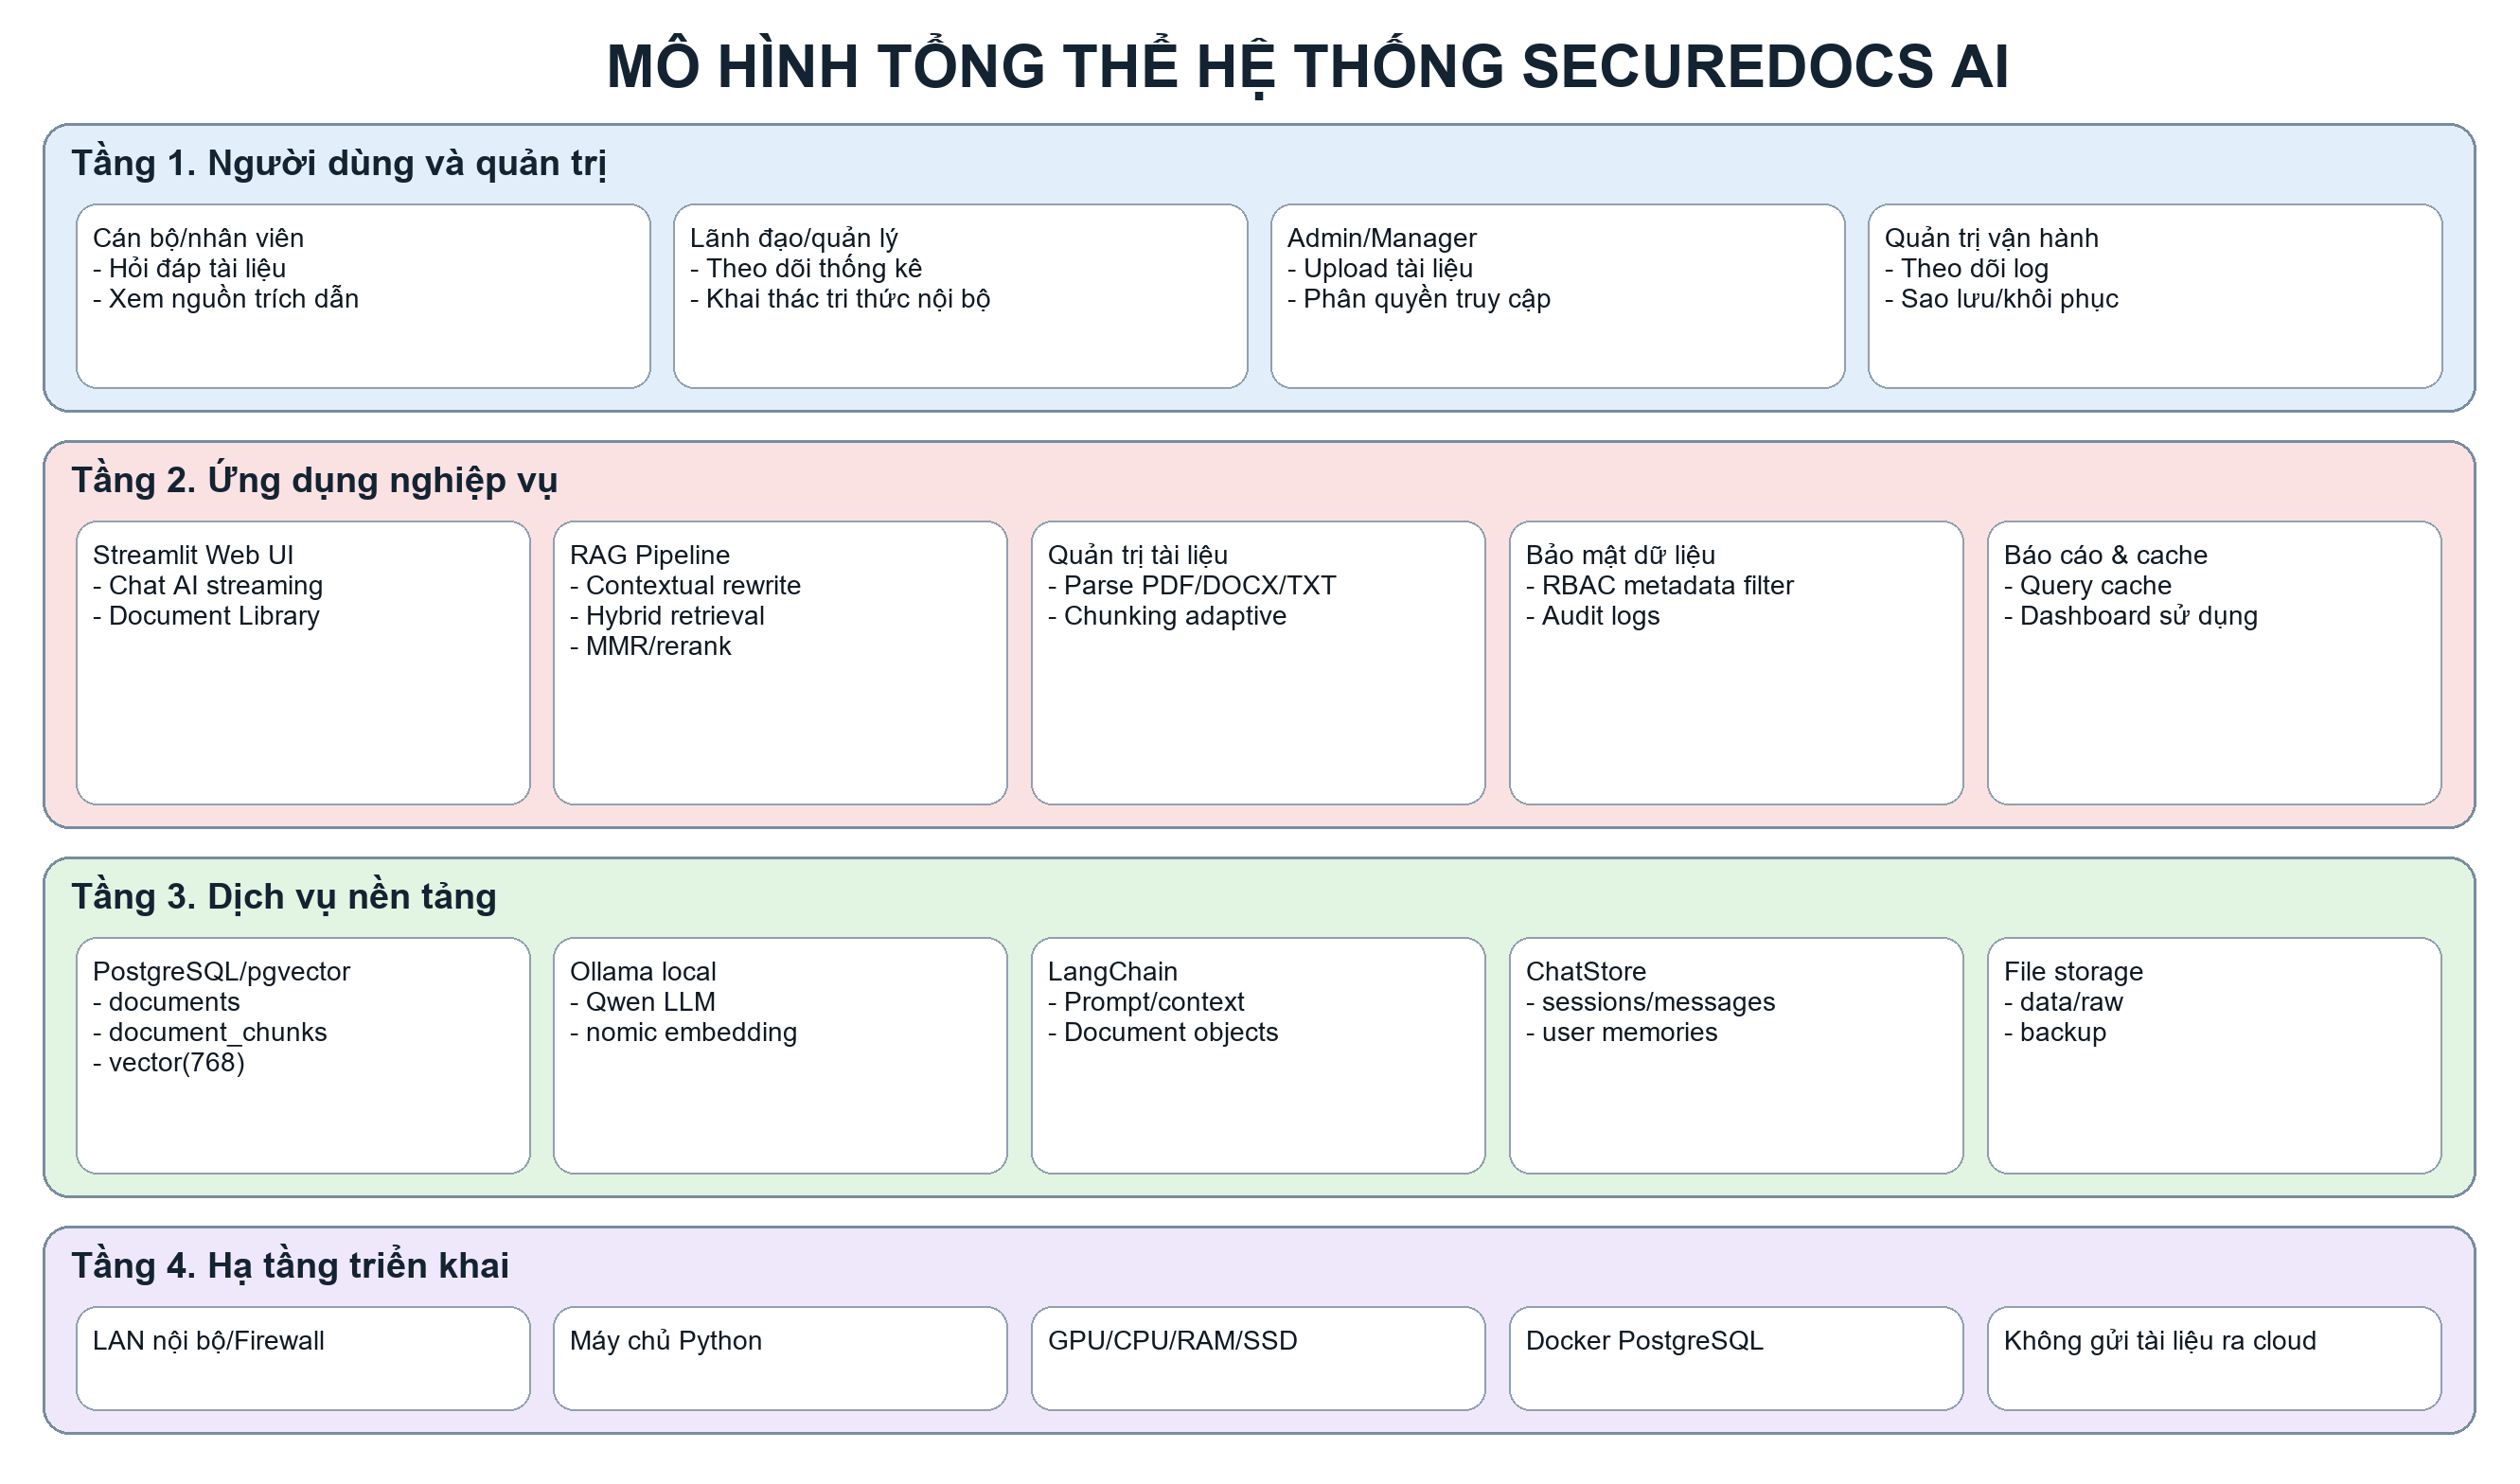 MÔ HÌNH TỔNG THỂ HỆ THỐNG SECUREDOCS AI
Tầng 1. Người dùng và quản trị
Cán bộ/nhân viên
- Hỏi đáp tài liệu
- Xem nguồn trích dẫn
Lãnh đạo/quản lý
- Theo dõi thống kê
- Khai thác tri thức nội bộ
Admin/Manager
- Upload tài liệu
- Phân quyền truy cập
Quản trị vận hành
- Theo dõi log
- Sao lưu/khôi phục
Tầng 2. Ứng dụng nghiệp vụ
Streamlit Web UI
- Chat AI streaming
- Document Library
RAG Pipeline
- Contextual rewrite
- Hybrid retrieval
- MMR/rerank
Quản trị tài liệu
- Parse PDF/DOCX/TXT
- Chunking adaptive
Bảo mật dữ liệu
- RBAC metadata filter
- Audit logs
Báo cáo & cache
- Query cache
- Dashboard sử dụng
Tầng 3. Dịch vụ nền tảng
PostgreSQL/pgvector
- documents
- document_chunks
- vector(768)
Ollama local
- Qwen LLM
- nomic embedding
LangChain
- Prompt/context
- Document objects
ChatStore
- sessions/messages
- user memories
File storage
- data/raw
- backup
Tầng 4. Hạ tầng triển khai
LAN nội bộ/Firewall
Máy chủ Python
GPU/CPU/RAM/SSD
Docker PostgreSQL
Không gửi tài liệu ra cloud